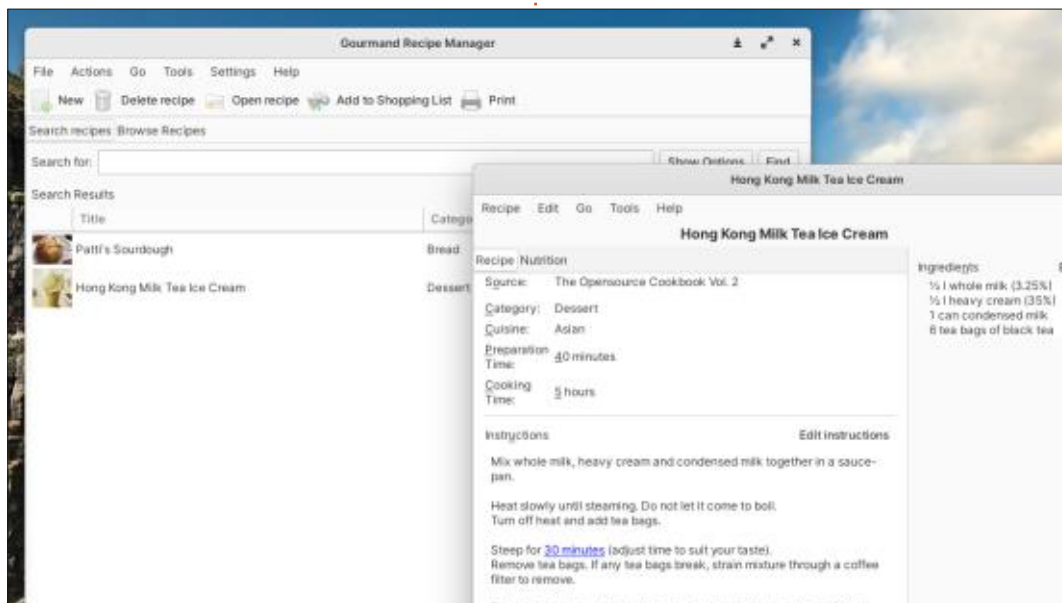 Gourmand Recipe Manager
File Actions Go Tools Settings Help
New Delete recipe Open recipe Add to Shopping List Print
Search recipes Browse Recipes
Search for: Show Options Find
Search Results
Title Catego
Patti's Sourdough Bread
Hong Kong Milk Tea Ice Cream Dessert
Hong Kong Milk Tea Ice Cream
Recipe Edit Go Tools Help
Hong Kong Milk Tea Ice Cream
Recipe Nutrition
Source: The Opensource Cookbook Vol. 2
Category: Dessert
Cuisine: Asian
Preparation Time: 40 minutes
Cooking Time: 5 hours
Instructions Edit instructions
Mix whole milk, heavy cream and condensed milk together in a sauce-
pan.
Heat slowly until steaming. Do not let it come to boil.
Turn off heat and add tea bags.
Steep for 30 minutes (adjust time to suit your taste).
Remove tea bags. If any tea bags break, strain mixture through a coffee
filter to remove.
Ingredients
l whole milk (3.25%)
l heavy cream (35%)
1 can condensed milk
6 tea bags of black tea